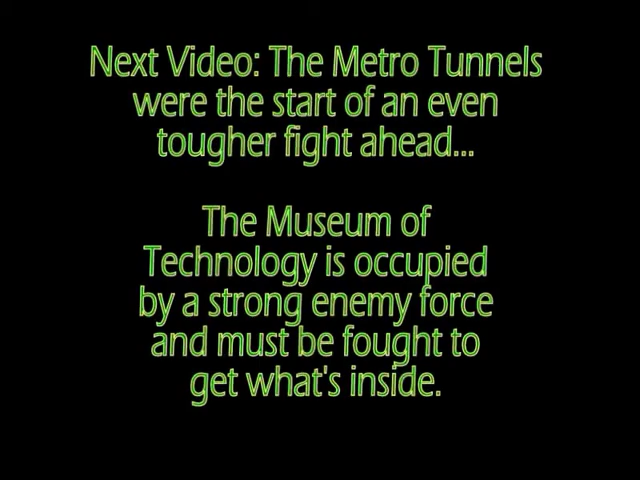 Next Video: The Metro Tunnels
were the start of an even
tougher fight ahead...
The Museum of
Technology is occupied
by a strong enemy force
and must be fought to
get what's inside.